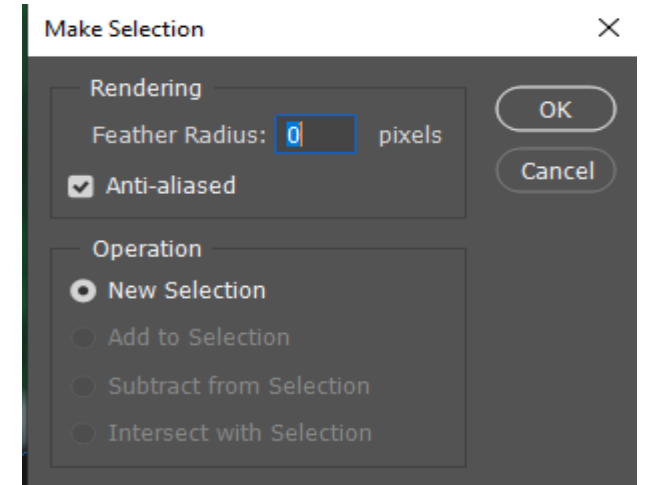 Make Selection
Rendering
Feather Radius: 0 pixels
Anti-aliased
OK
Cancel
Operation
New Selection
Add to Selection
Subtract from Selection
Intersect with Selection